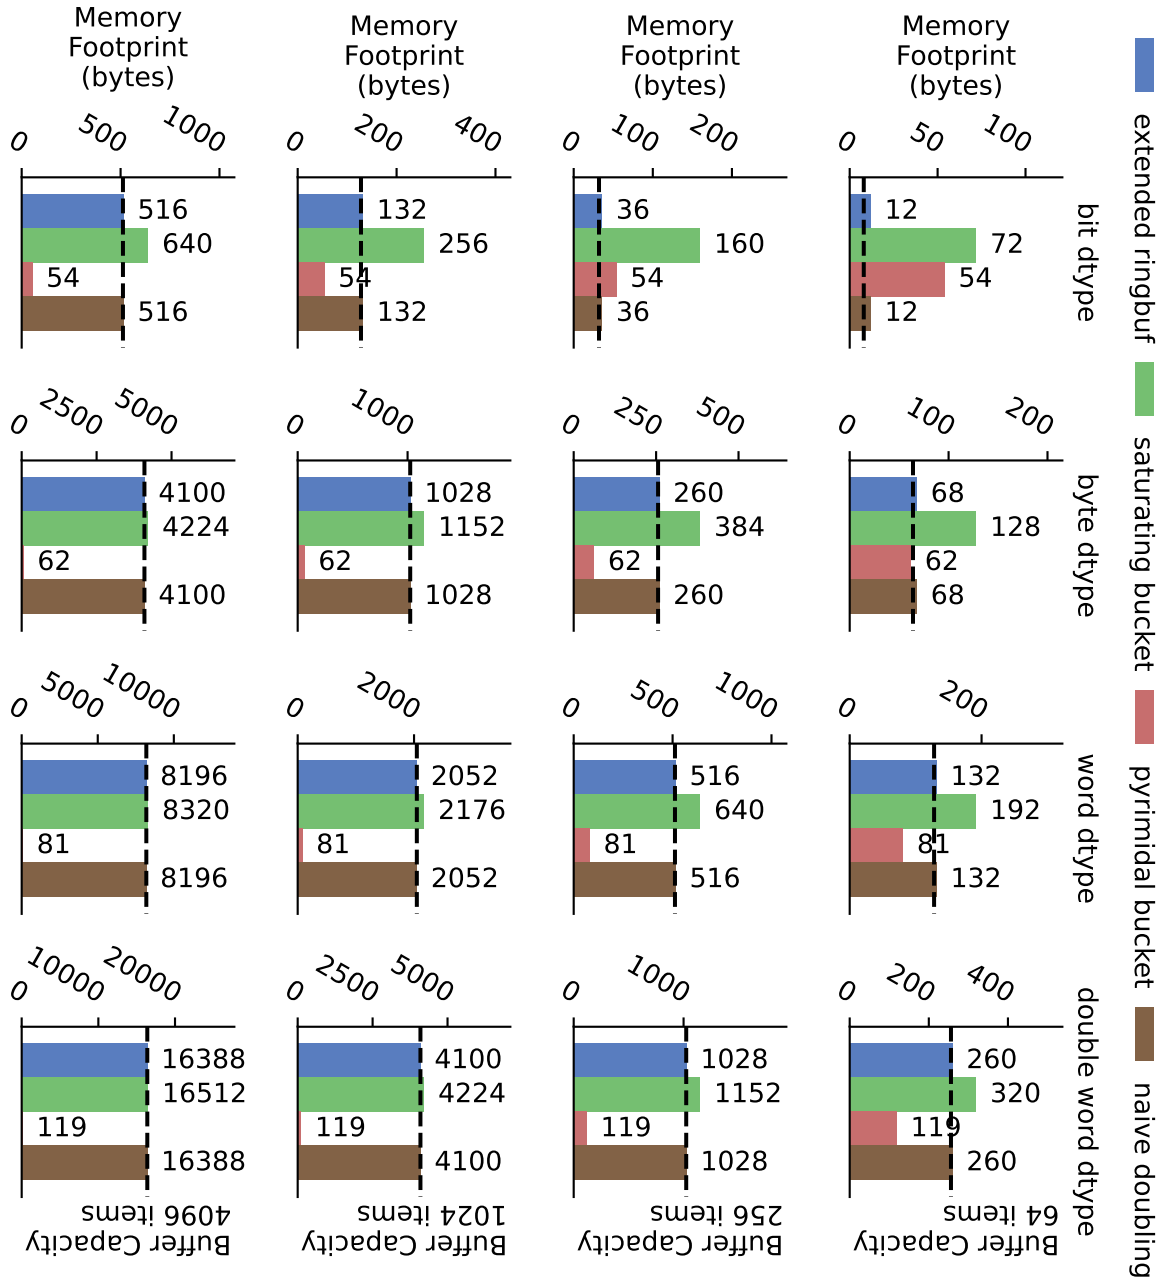 Memory
Footprint
(bytes)
Memory
Footprint
(bytes)
Memory
Footprint
(bytes)
Memory
Footprint
(bytes)
0 500 1000
0 200 400
0 100 200
0 50 100
516
640
54
516
132
256
54
132
36
160
54
36
12
72
54
12
bit dtype
0 2500 5000
0 1000
0 250 500
0 100 200
4100
4224
62
4100
1028
1152
62
1028
260
384
62
260
68
128
62
68
byte dtype
0 5000 10000
0 2000
0 500 1000
0 200
8196
8320
81
8196
2052
2176
81
2052
516
640
81
516
132
192
81
132
word dtype
0 10000 20000
0 2500 5000
0 1000
0 200 400
16388
16512
119
16388
4100
4224
119
4100
1028
1152
119
1028
260
320
119
260
double word dtype
Buffer Capacity
4096 items
Buffer Capacity
1024 items
Buffer Capacity
256 items
Buffer Capacity
64 items
extended ringbuf
saturating bucket
pyrimidal bucket
naive doubling